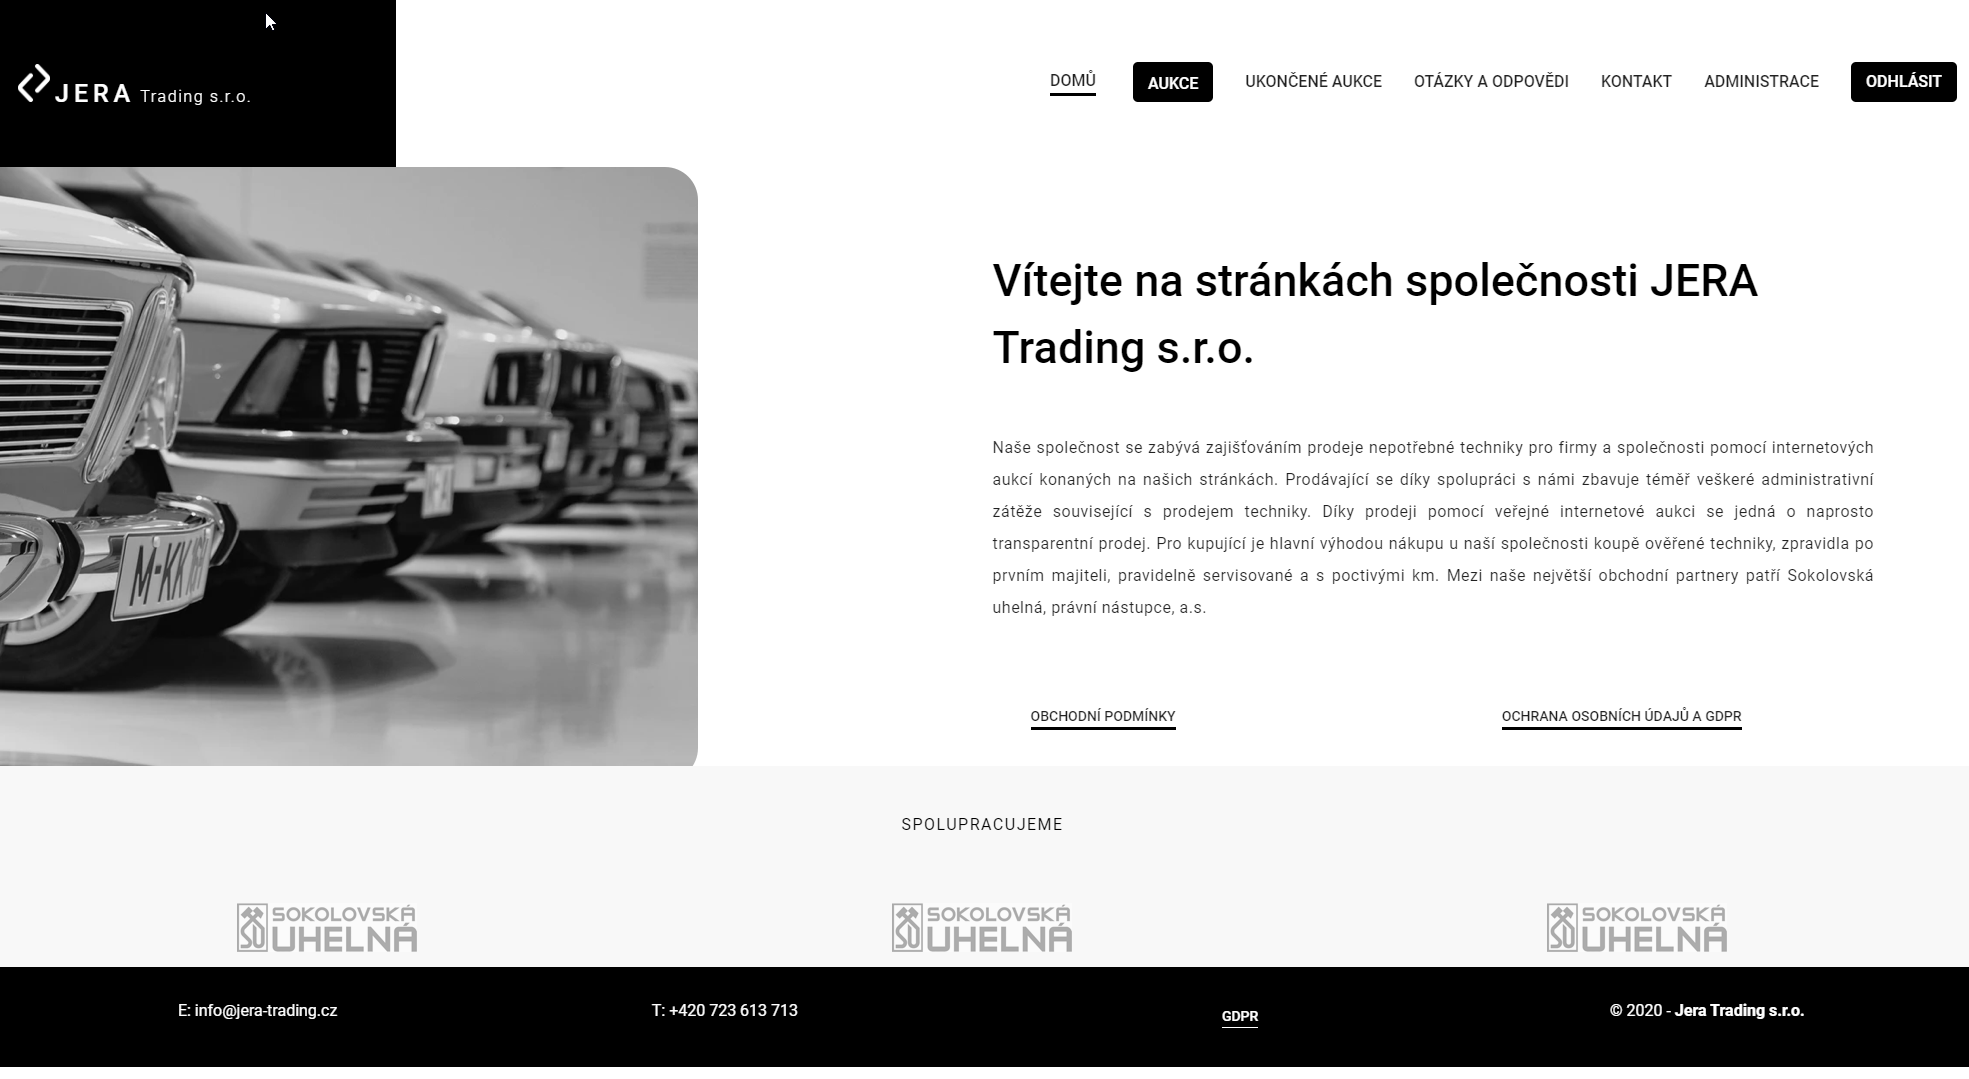 JERA Trading s.r.o.
DOMŮ
AUKCE
UKONČENÉ AUKCE
OTÁZKY A ODPOVĚDI
KONTAKT
ADMINISTRACE
ODHLÁSIT
Vítejte na stránkách společnosti JERA
Trading s.r.o.
Naše společnost se zabývá zajišťováním prodeje nepotřebné techniky pro firmy a společnosti pomocí internetových
aukcí konaných na našich stránkách. Prodávající se díky spolupráci s námi zbavuje téměř veškeré administrativní
zátěže související s prodejem techniky. Díky prodeji pomocí veřejné internetové aukci se jedná o naprosto
transparentní prodej. Pro kupující je hlavní výhodou nákupu u naší společnosti koupě ověřené techniky, zpravidla po
prvním majiteli, pravidelně servisované a s poctivými km. Mezi naše největší obchodní partnery patří Sokolovská
uhelná, právní nástupce, a.s.
M-KK
OBCHODNÍ PODMÍNKY
OCHRANA OSOBNÍCH ÚDAJŮ A GDPR
SPOLUPRACUJEME
SU SOKOLOVSKÁ
UHELNÁ
SU SOKOLOVSKÁ
UHELNÁ
SU SOKOLOVSKÁ
UHELNÁ
E: info@jera-trading.cz
T: +420 723 613 713
GDPR
© 2020 - Jera Trading s.r.o.